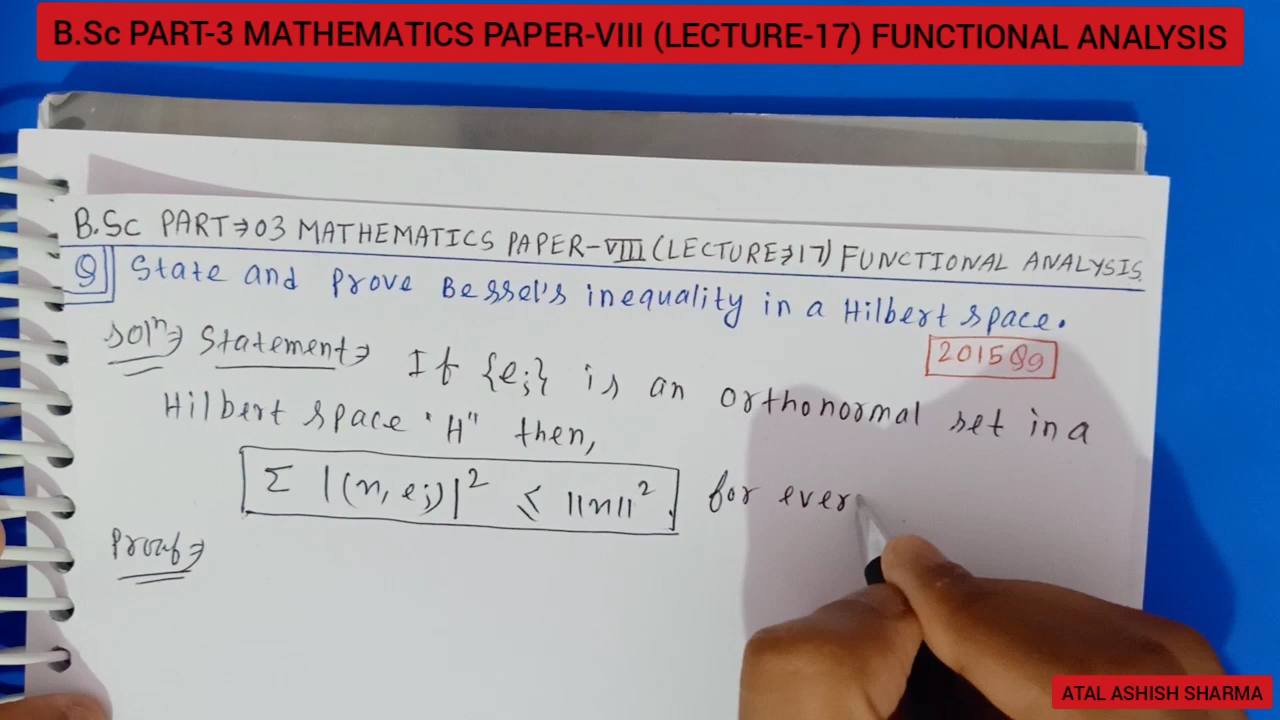 B.Sc PART-3 MATHEMATICS PAPER-VIII (LECTURE-17) FUNCTIONAL ANALYSIS
B.Sc PART⇒03 MATHEMATICS PAPER-VIII (LECTURE⇒17) FUNCTIONAL ANALYSIS.
Q State and Prove Bessel's inequality in a Hilbert space.
2015 Q9
Solⁿ⇒ Statement⇒ If {ei} is an orthonormal set in a
Hilbert space "H" then,
Σ |(x, ei)|² ≤ ||x||². for ever
Proof⇒
ATAL ASHISH SHARMA